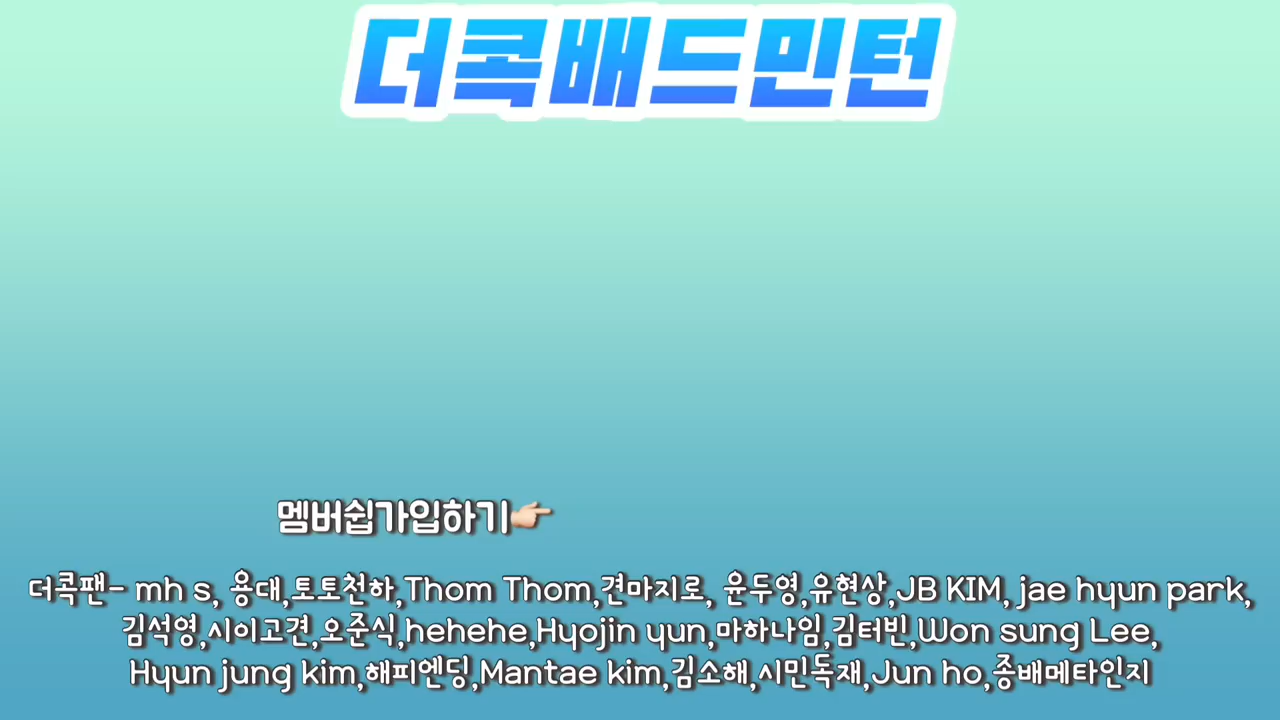 더콕배드민턴
멤버쉽가입하기👉🏻
더콕팬- mh s, 용대,토토천하,Thom Thom,견마지로, 윤두영,유현상,JB KIM, jae hyun park,
김석영,시이고견,오준식,hehehe,Hyojin yun,마하나임,김터빈,Won sung Lee,
Hyun jung kim,해피엔딩,Mantae kim,김소해,시민독재,Jun ho,종배메타인지